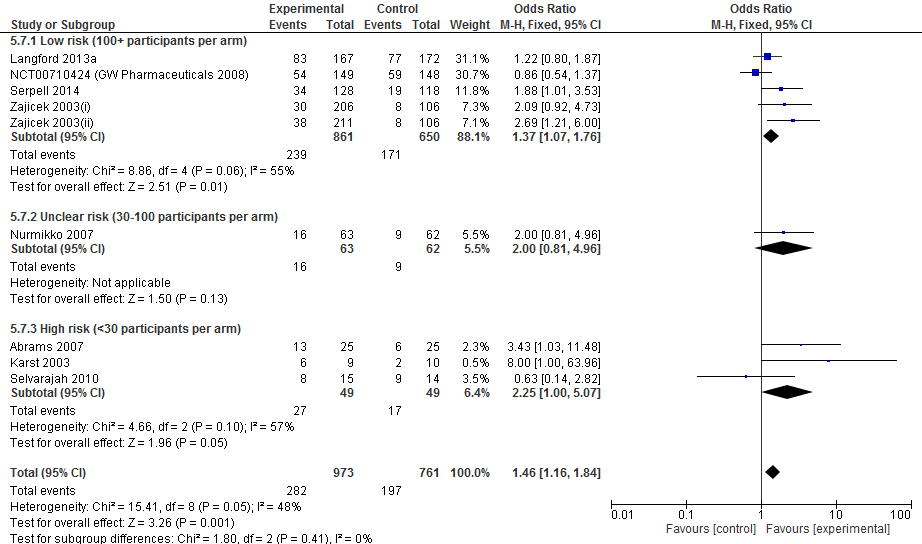 Experimental Control Odds Ratio Odds Ratio
Study or Subgroup Events Total Events Total Weight M-H, Fixed, 95% CI M-H, Fixed, 95% CI
5.7.1 Low risk (100+ participants per arm)
Langford 2013a 83 167 77 172 31.1% 1.22 [0.80, 1.87]
NCT00710424 (GW Pharmaceuticals 2008) 54 149 59 148 30.7% 0.86 [0.54, 1.37]
Serpell 2014 34 128 19 118 11.8% 1.88 [1.01, 3.53]
Zajicek 2003(i) 30 206 8 106 7.3% 2.09 [0.92, 4.73]
Zajicek 2003(ii) 38 211 8 106 7.1% 2.69 [1.21, 6.00]
Subtotal (95% CI) 861 650 88.1% 1.37 [1.07, 1.76]
Total events 239 171
Heterogeneity: Chi² = 8.86, df = 4 (P = 0.06); I² = 55%
Test for overall effect: Z = 2.51 (P = 0.01)
5.7.2 Unclear risk (30-100 participants per arm)
Nurmikko 2007 16 63 9 62 5.5% 2.00 [0.81, 4.96]
Subtotal (95% CI) 63 62 5.5% 2.00 [0.81, 4.96]
Total events 16 9
Heterogeneity: Not applicable
Test for overall effect: Z = 1.50 (P = 0.13)
5.7.3 High risk (<30 participants per arm)
Abrams 2007 13 25 6 25 2.3% 3.43 [1.03, 11.48]
Karst 2003 6 9 2 10 0.5% 8.00 [1.00, 63.96]
Selvarajah 2010 8 15 9 14 3.5% 0.63 [0.14, 2.82]
Subtotal (95% CI) 49 49 6.4% 2.25 [1.00, 5.07]
Total events 27 17
Heterogeneity: Chi² = 4.66, df = 2 (P = 0.10); I² = 57%
Test for overall effect: Z = 1.96 (P = 0.05)
Total (95% CI) 973 761 100.0% 1.46 [1.16, 1.84]
Total events 282 197
Heterogeneity: Chi² = 15.41, df = 8 (P = 0.05); I² = 48%
Test for overall effect: Z = 3.26 (P = 0.001)
Test for subgroup differences: Chi² = 1.80, df = 2 (P = 0.41), I² = 0%
0.01 0.1 1 10 100
Favours [control] Favours [experimental]